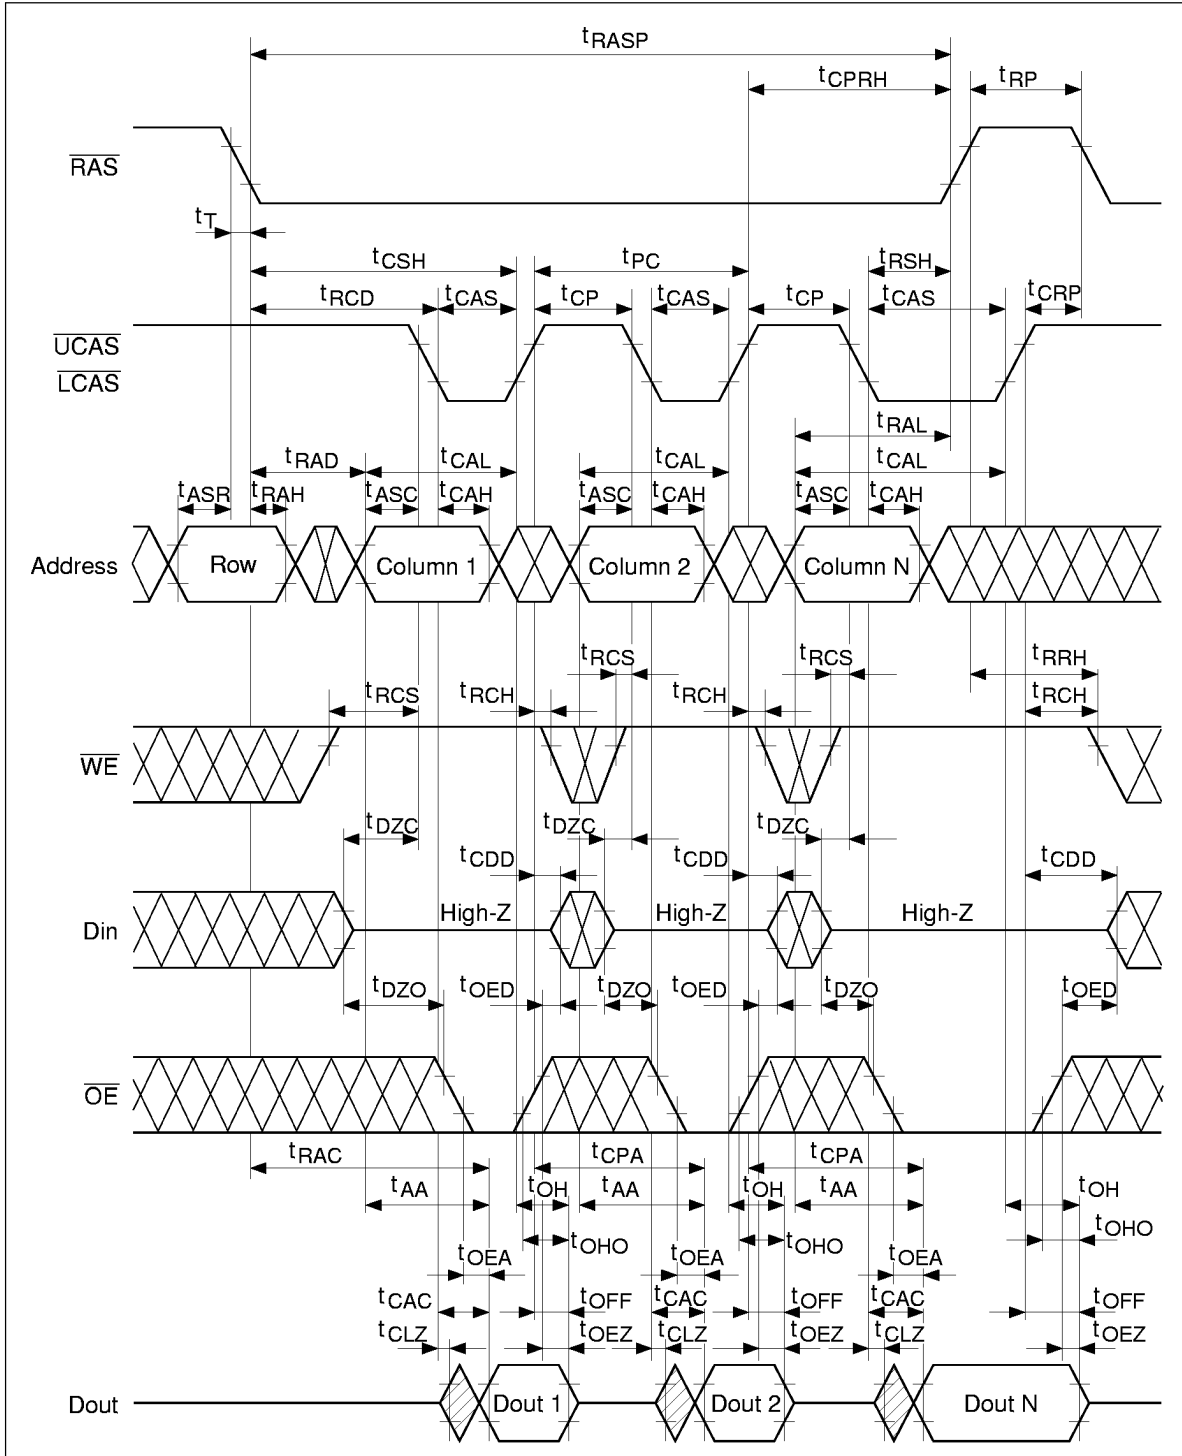 tRASP
tCPRH tRP
RAS
tT
tCSH tPC tRSH
tRCD tCAS tCP tCAS tCP tCAS tCRP
UCAS
LCAS
tRAL
tRAD tCAL tCAL tCAL
tASR tRAH tASC tCAH tASC tCAH tASC tCAH
Address Row Column 1 Column 2 Column N
tRCS tRCS tRRH
tRCS tRCH tRCH tRCH
WE
tDZC tDZC tDZC
tCDD tCDD tCDD
High-Z High-Z High-Z
Din
tDZO tOED tDZO tOED tDZO tOED
OE
tRAC tCPA tCPA
tAA tOH tAA tOH tAA tOH
tOHO tOHO tOHO
tOEA tOEA tOEA
tCAC tOFF tCAC tOFF tCAC tOFF
tCLZ tOEZ tCLZ tOEZ tCLZ tOEZ
Dout Dout 1 Dout 2 Dout N